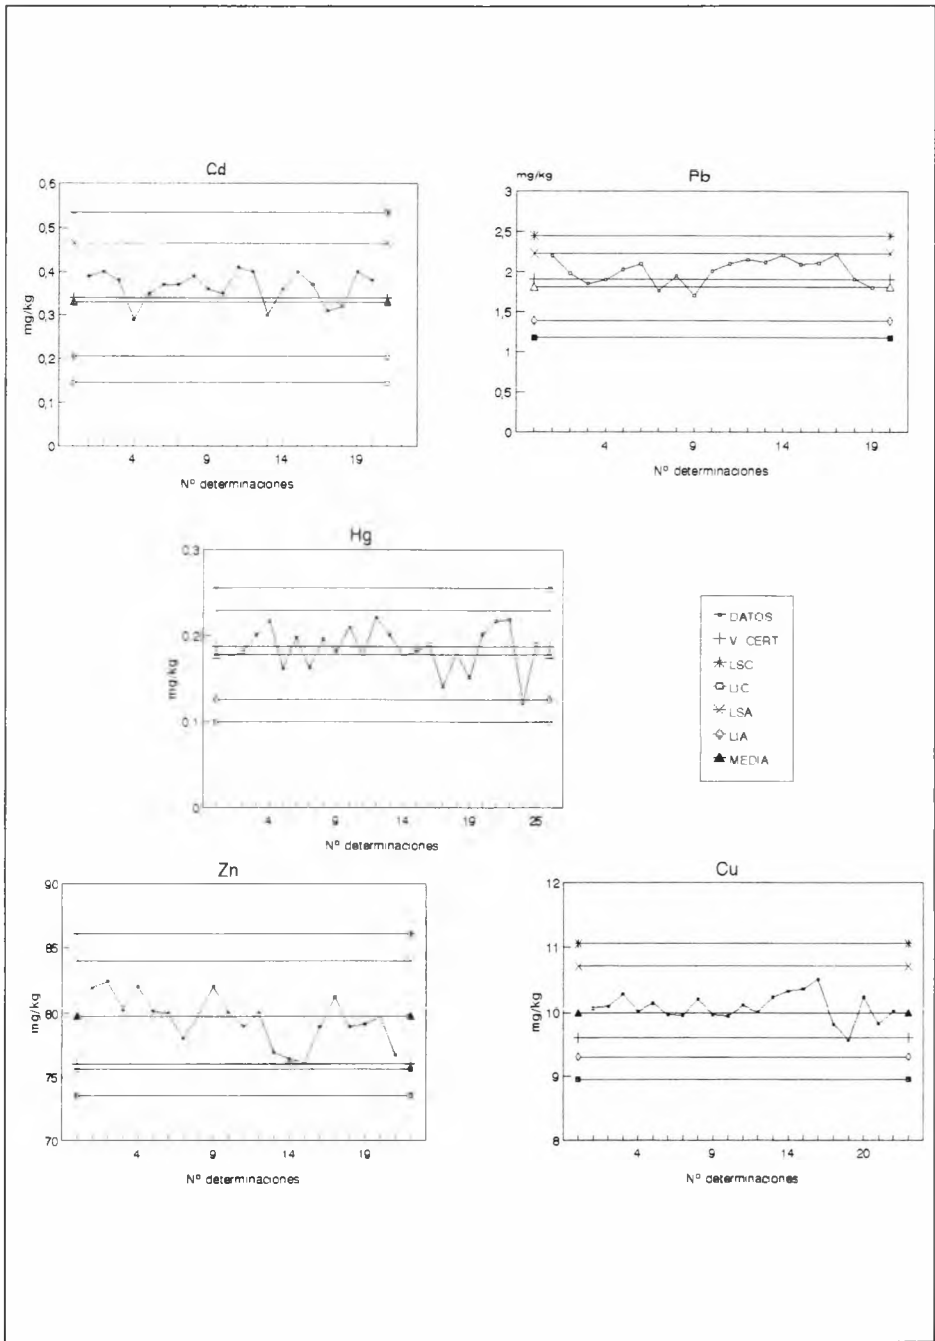 Cd
0,6
0,5
0,4
0,3
0,2
0,1
0
mg/kg
4 9 14 19
Nº determinaciones
Pb
mg/kg
3
2,5
2
1,5
1
0,5
0
4 9 14 19
Nº determinaciones
Hg
0,3
0,2
0,1
0
mg/kg
4 9 14 19 25
Nº determinaciones
DATOS
V CERT
LSC
LIC
LSA
LIA
MEDIA
Zn
90
85
80
75
70
mg/kg
4 9 14 19
Nº determinaciones
Cu
12
11
10
9
8
mg/kg
4 9 14 20
Nº determinaciones